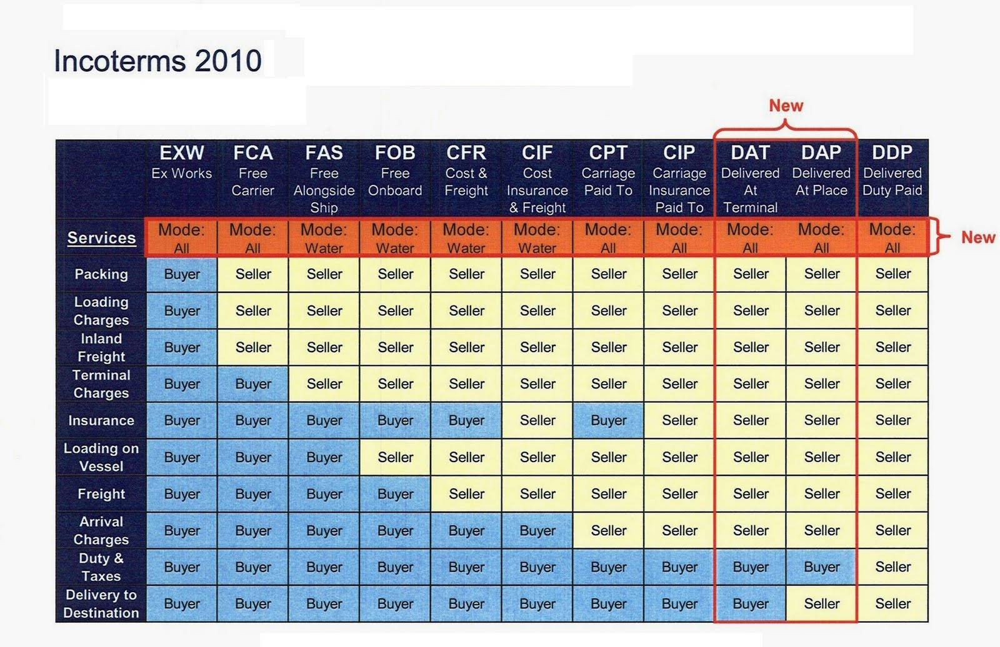 Incoterms 2010
New
EXW FCA FAS FOB CFR CIF CPT CIP DAT DAP DDP
Ex Works Free Free Free Cost & Cost Carriage Carriage Delivered Delivered Delivered
Carrier Alongside Onboard Freight Insurance Paid To Insurance At At Place Duty Paid
Ship & Freight Paid To Terminal
Services Mode: Mode: Mode: Mode: Mode: Mode: Mode: Mode: Mode: Mode: Mode: New
All All Water Water Water Water All All All All All
Packing Buyer Seller Seller Seller Seller Seller Seller Seller Seller Seller Seller
Loading
Charges Buyer Seller Seller Seller Seller Seller Seller Seller Seller Seller Seller
Inland
Freight Buyer Seller Seller Seller Seller Seller Seller Seller Seller Seller Seller
Terminal
Charges Buyer Buyer Seller Seller Seller Seller Seller Seller Seller Seller Seller
Insurance Buyer Buyer Buyer Buyer Buyer Seller Buyer Seller Seller Seller Seller
Loading on
Vessel Buyer Buyer Buyer Seller Seller Seller Seller Seller Seller Seller Seller
Freight Buyer Buyer Buyer Buyer Seller Seller Seller Seller Seller Seller Seller
Arrival
Charges Buyer Buyer Buyer Buyer Buyer Buyer Seller Seller Seller Seller Seller
Duty &
Taxes Buyer Buyer Buyer Buyer Buyer Buyer Buyer Buyer Buyer Buyer Seller
Delivery to
Destination Buyer Buyer Buyer Buyer Buyer Buyer Buyer Buyer Buyer Seller Seller